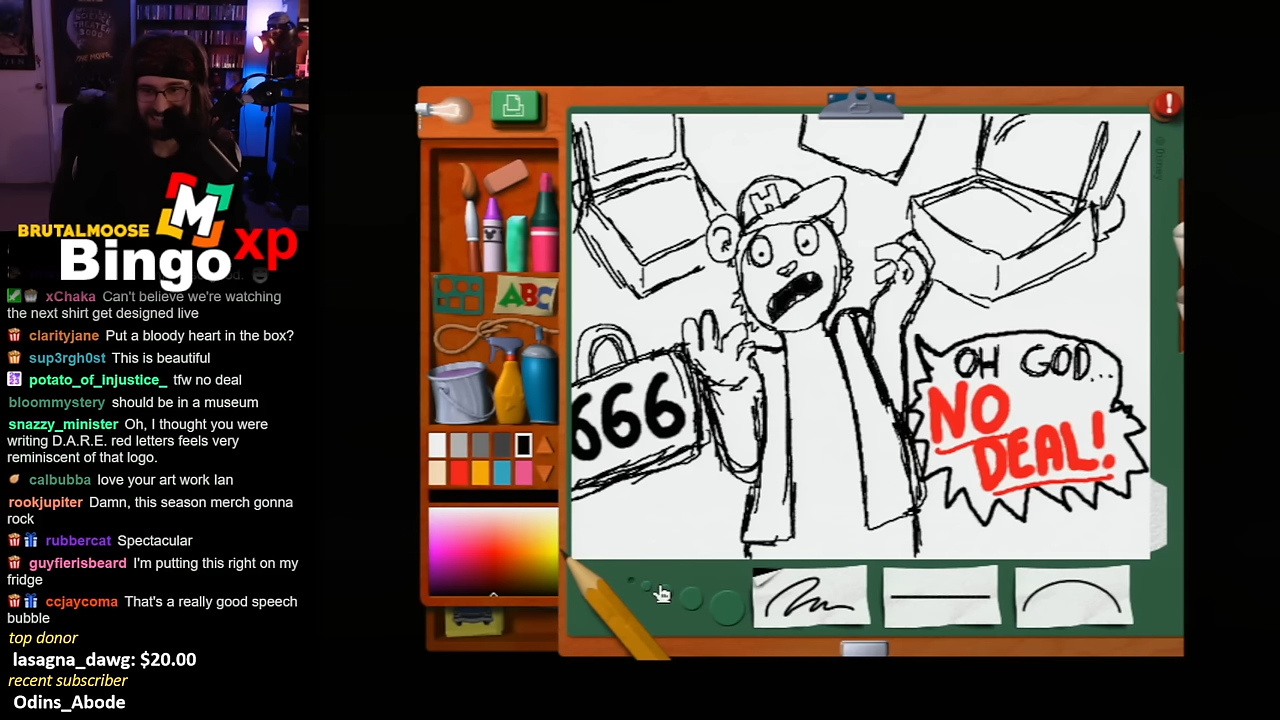 BRUTALMOOSE
M
Bingo xp
xChaka Can't believe we're watching
the next shirt get designed live
clarityjane Put a bloody heart in the box?
sup3rgh0st This is beautiful
potato_of_injustice_ tfw no deal
bloommystery should be in a museum
snazzy_minister Oh, I thought you were
writing D.A.R.E. red letters feels very
reminiscent of that logo.
calbubba love your art work Ian
rookjupiter Damn, this season merch gonna
rock
rubbercat Spectacular
guyfierisbeard I'm putting this right on my
fridge
ccjaycoma That's a really good speech
bubble
top donor
lasagna_dawg: $20.00
recent subscriber
Odins_Abode
ABC
H
666
OH GOD...
NO
DEAL!
!
© Disney